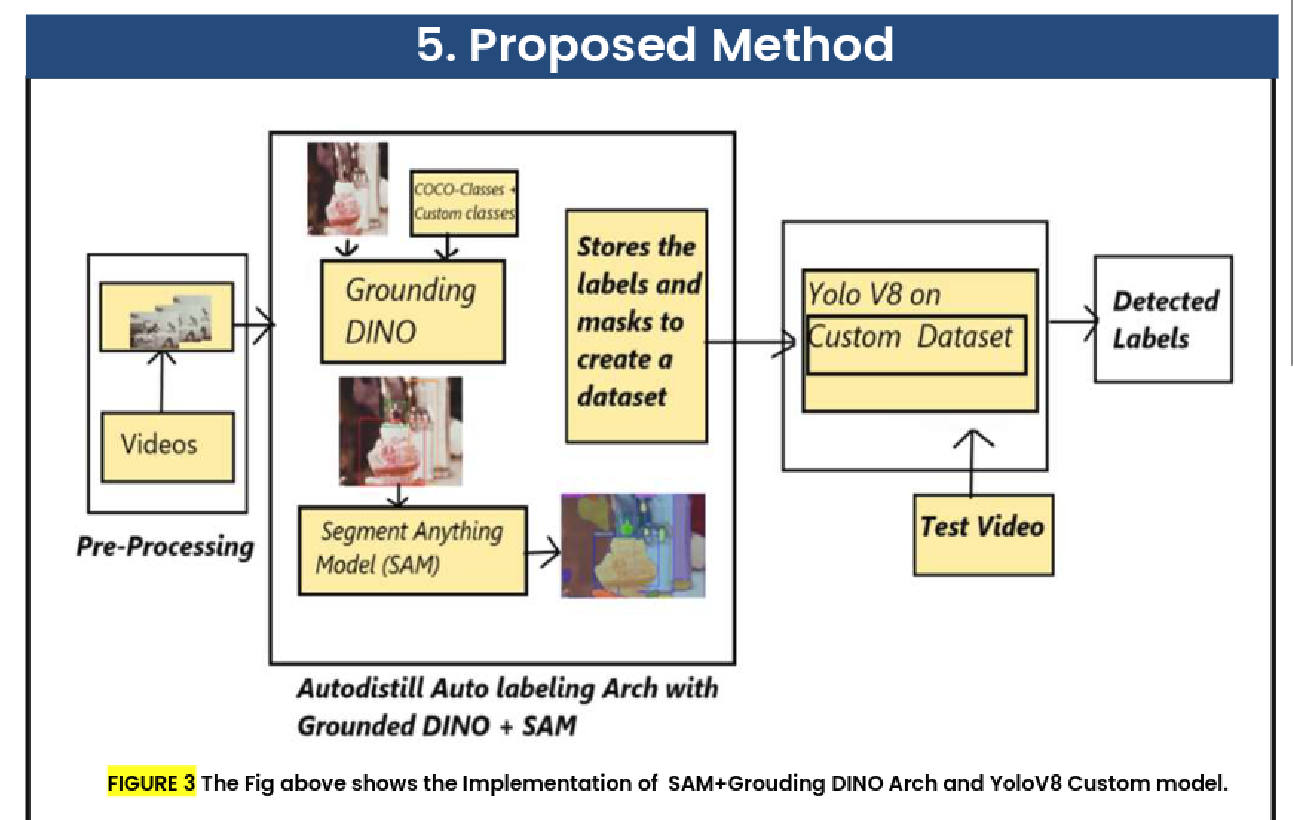 5. Proposed Method
COCO-Classes +
Custom classes
Grounding
DINO
Stores the
labels and
masks to
create a
dataset
Yolo V8 on
Custom Dataset
Detected
Labels
Videos
Pre-Processing
Segment Anything
Model (SAM)
Test Video
Autodistill Auto labeling Arch with
Grounded DINO + SAM
FIGURE 3 The Fig above shows the Implementation of SAM+Grouding DINO Arch and YoloV8 Custom model.